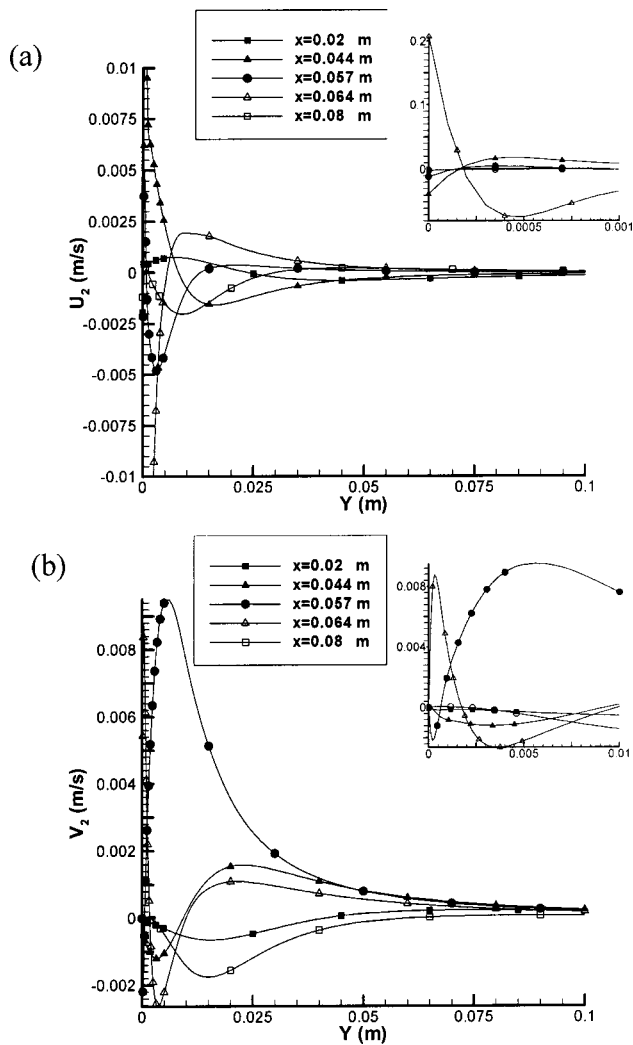 (a)
x=0.02 m
x=0.044 m
x=0.057 m
x=0.064 m
x=0.08 m
0.2
0.1
0
0 0.0005 0.001
0.01
0.0075
0.005
0.0025
0
-0.0025
-0.005
-0.0075
-0.01
U2 (m/s)
0 0.025 0.05 0.075 0.1
Y (m)
(b)
x=0.02 m
x=0.044 m
x=0.057 m
x=0.064 m
x=0.08 m
0.008
0.004
0
0 0.005 0.01
0.008
0.006
0.004
0.002
0
-0.002
V2 (m/s)
0 0.025 0.05 0.075 0.1
Y (m)